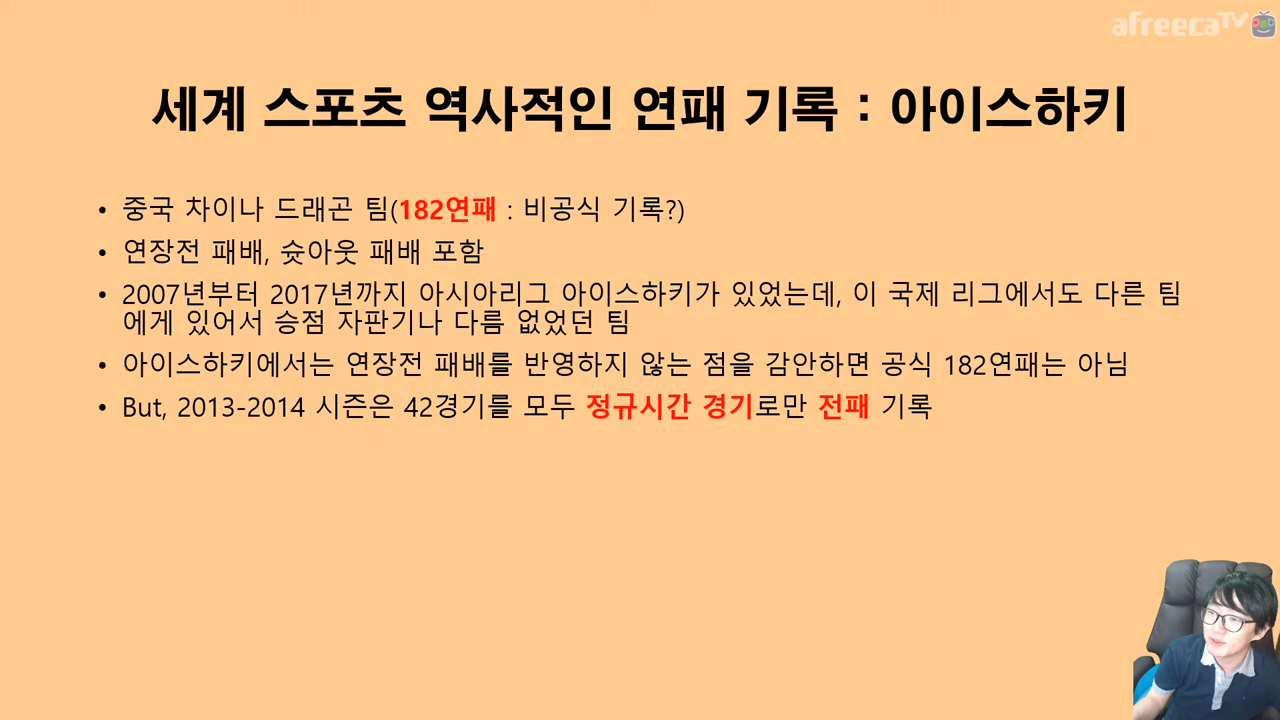 afreecaTV
세계 스포츠 역사적인 연패 기록 : 아이스하키
• 중국 차이나 드래곤 팀(182연패 : 비공식 기록?)
• 연장전 패배, 슛아웃 패배 포함
• 2007년부터 2017년까지 아시아리그 아이스하키가 있었는데, 이 국제 리그에서도 다른 팀
에게 있어서 승점 자판기나 다름 없었던 팀
• 아이스하키에서는 연장전 패배를 반영하지 않는 점을 감안하면 공식 182연패는 아님
• But, 2013-2014 시즌은 42경기를 모두 정규시간 경기로만 전패 기록